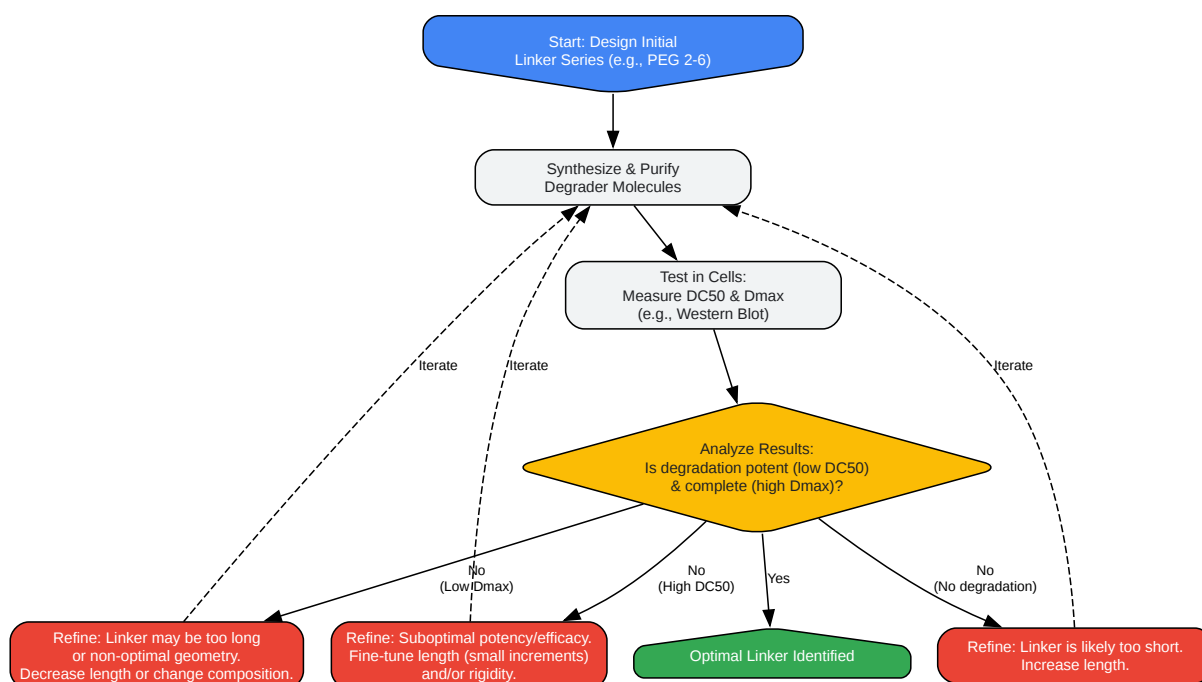 Start: Design Initial
Linker Series (e.g., PEG 2-6)
Synthesize & Purify
Degrader Molecules
Test in Cells:
Measure DC50 & Dmax
(e.g., Western Blot)
Iterate
Iterate
Iterate
Analyze Results:
Is degradation potent (low DC50)
& complete (high Dmax)?
No
(Low Dmax)
No
(High DC50)
Yes
No
(No degradation)
Refine: Linker may be too long
or non-optimal geometry.
Decrease length or change composition.
Refine: Suboptimal potency/efficacy.
Fine-tune length (small increments)
and/or rigidity.
Optimal Linker Identified
Refine: Linker is likely too short.
Increase length.